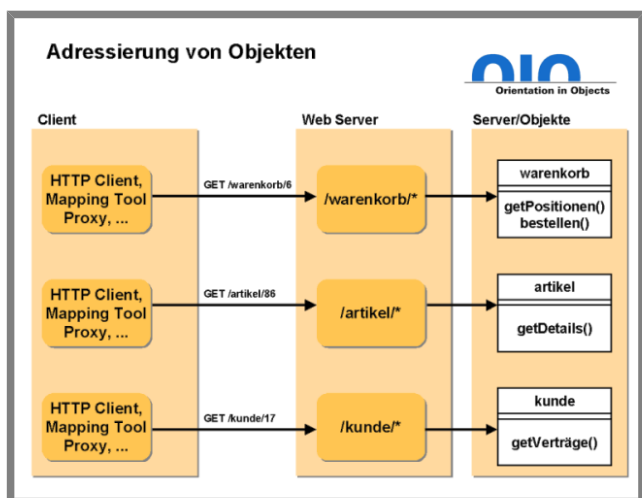 Adressierung von Objekten
Orientation in Objects
Client
Web Server
Server/Objekte
HTTP Client,
Mapping Tool
Proxy, ...
GET /warenkorb/6
/warenkorb/*
warenkorb
getPositionen()
bestellen()
HTTP Client,
Mapping Tool
Proxy, ...
GET /artikel/86
/artikel/*
artikel
getDetails()
HTTP Client,
Mapping Tool
Proxy, ...
GET /kunde/17
/kunde/*
kunde
getVerträge()